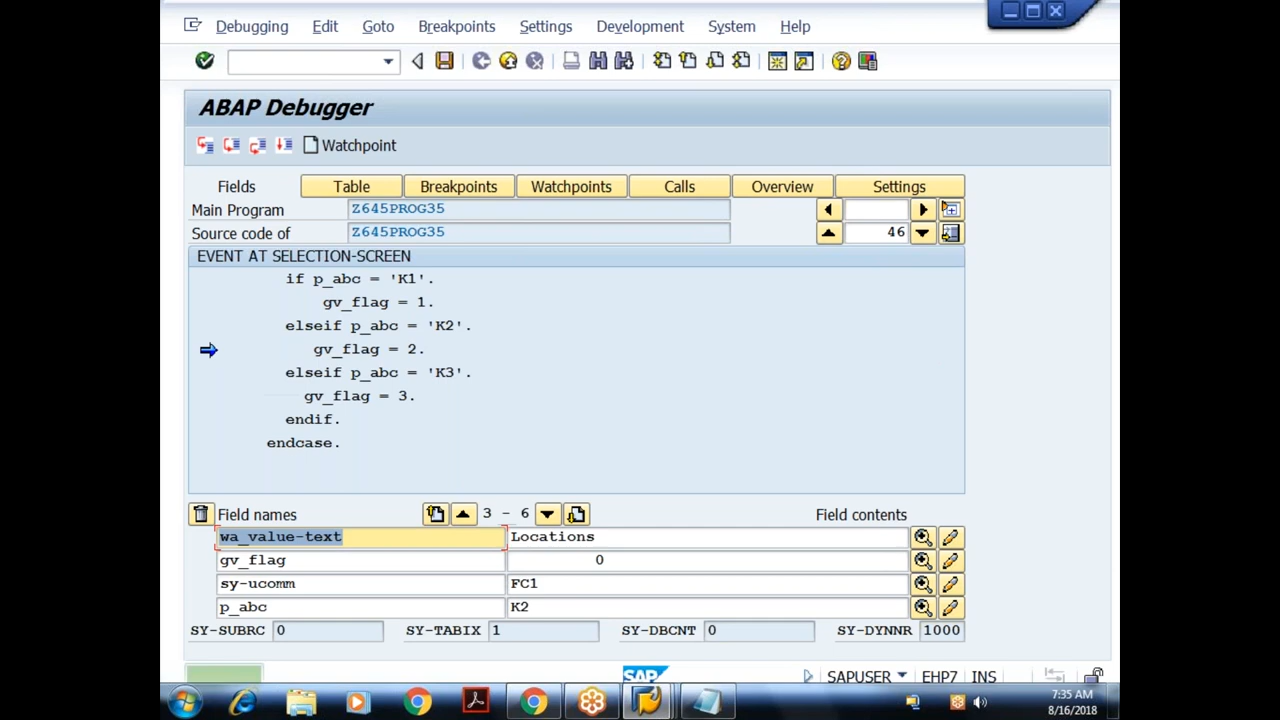 Debugging Edit Goto Breakpoints Settings Development System Help
ABAP Debugger
Watchpoint
Fields Table Breakpoints Watchpoints Calls Overview Settings
Main Program Z645PROG35
Source code of Z645PROG35 46
EVENT AT SELECTION-SCREEN
if p_abc = 'K1'.
gv_flag = 1.
elseif p_abc = 'K2'.
gv_flag = 2.
elseif p_abc = 'K3'.
gv_flag = 3.
endif.
endcase.
Field names 3 - 6 Field contents
wa_value-text Locations
gv_flag 0
sy-ucomm FC1
p_abc K2
SY-SUBRC 0 SY-TABIX 1 SY-DBCNT 0 SY-DYNNR 1000
SAP SAPUSER EHP7 INS
7:35 AM
8/16/2018